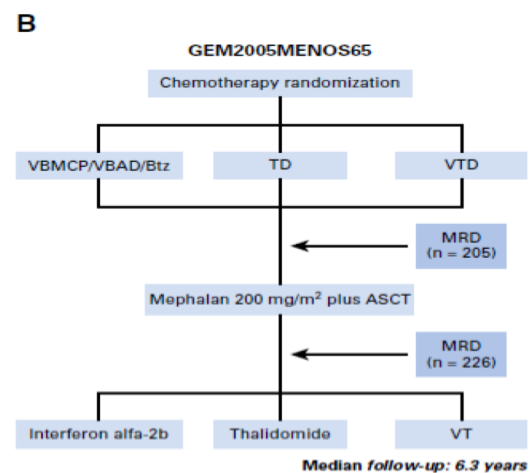 B
GEM2005MENOS65
Chemotherapy randomization
VBMCP/VBAD/Btz
TD
VTD
MRD
(n = 205)
Mephalan 200 mg/m² plus ASCT
MRD
(n = 226)
Interferon alfa-2b
Thalidomide
VT
Median follow-up: 6.3 years